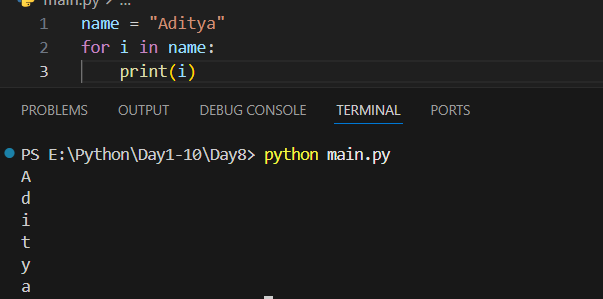 main.py > ...
1 name = "Aditya"
2 for i in name:
3     print(i)
PROBLEMS OUTPUT DEBUG CONSOLE TERMINAL PORTS
PS E:\Python\Day1-10\Day8> python main.py
A
d
i
t
y
a